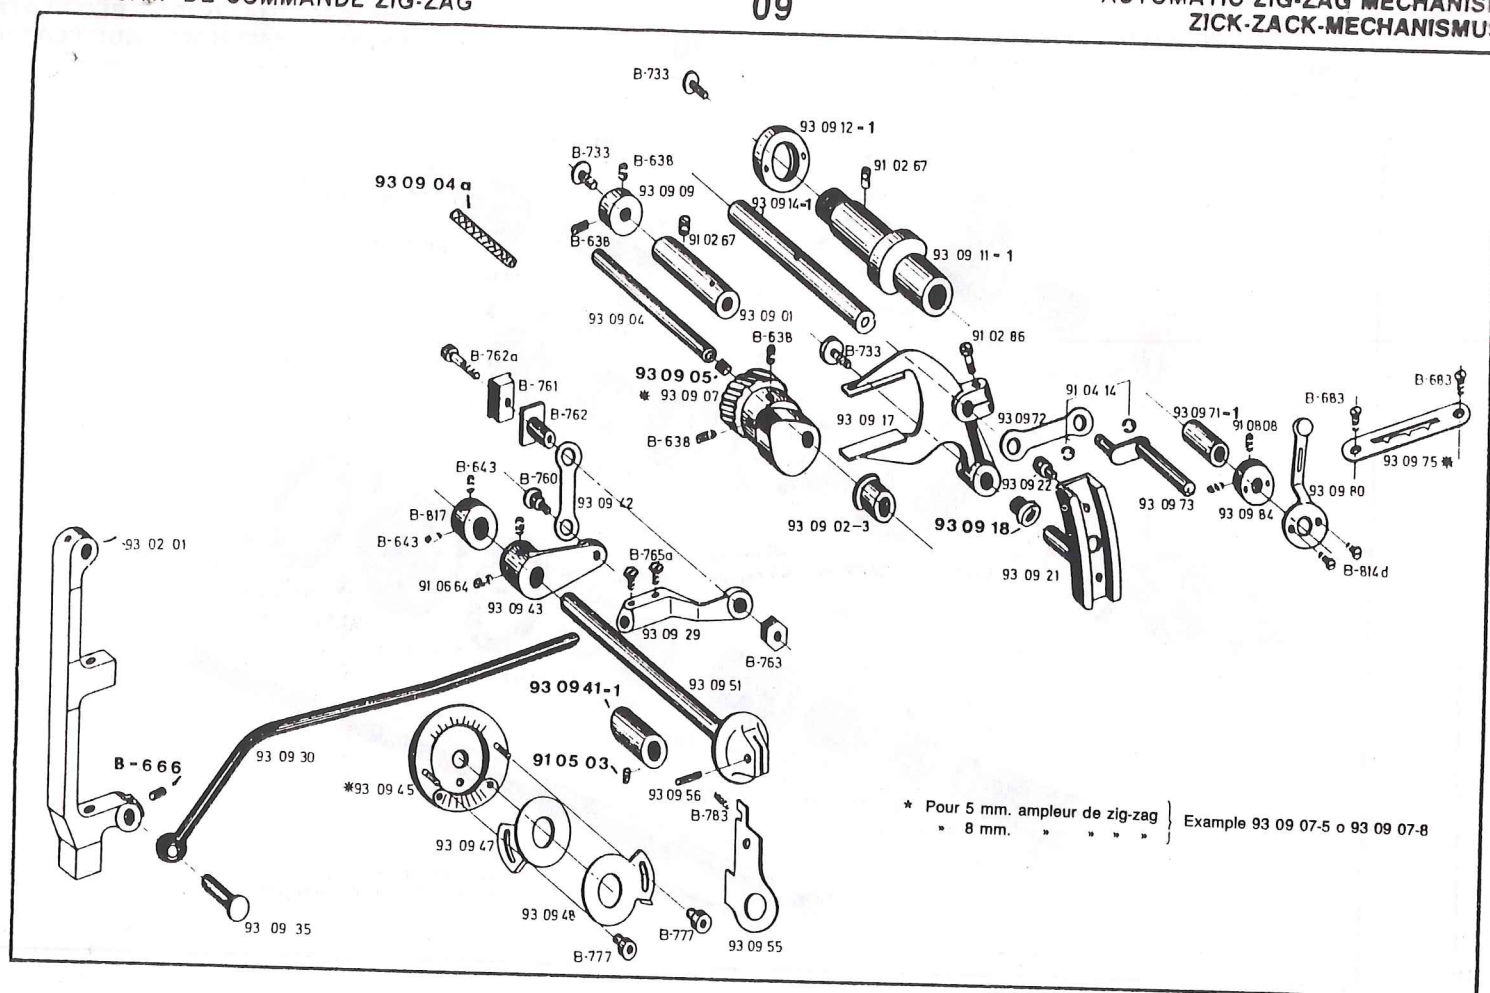 DE COMMANDE ZIG-ZAG
09
AUTOMATIC ZIG-ZAG MECHANISM
ZICK-ZACK-MECHANISMUS
B-733
93 09 12-1
B-733
B-638
91 02 67
93 09 04a
93 09 09
93 09 14-1
B-638
91 02 67
93 09 11-1
93 09 04
93 09 01
B-638
91 02 86
B-762a
B-733
93 09 05
B-761
* 93 09 07
91 04 14
B-683
B-683
B-762
93 09 17
93 09 72
93 09 71-1
91 08 08
B-638
93 09 75 *
B-643
B-760
93 09 42
93 09 22
93 09 73
93 09 80
B-817
93 09 02-3
93 09 18
93 09 84
93 02 01
B-643
B-765a
93 09 21
B-814d
91 06 64
93 09 43
93 09 29
B-763
93 09 51
93 09 41-1
93 09 30
B-666
91 05 03
*93 09 45
93 09 56
B-783
* Pour 5 mm. ampleur de zig-zag } Example 93 09 07-5 o 93 09 07-8
" 8 mm. " " " "
93 09 47
93 09 48
93 09 35
B-777
93 09 55
B-777